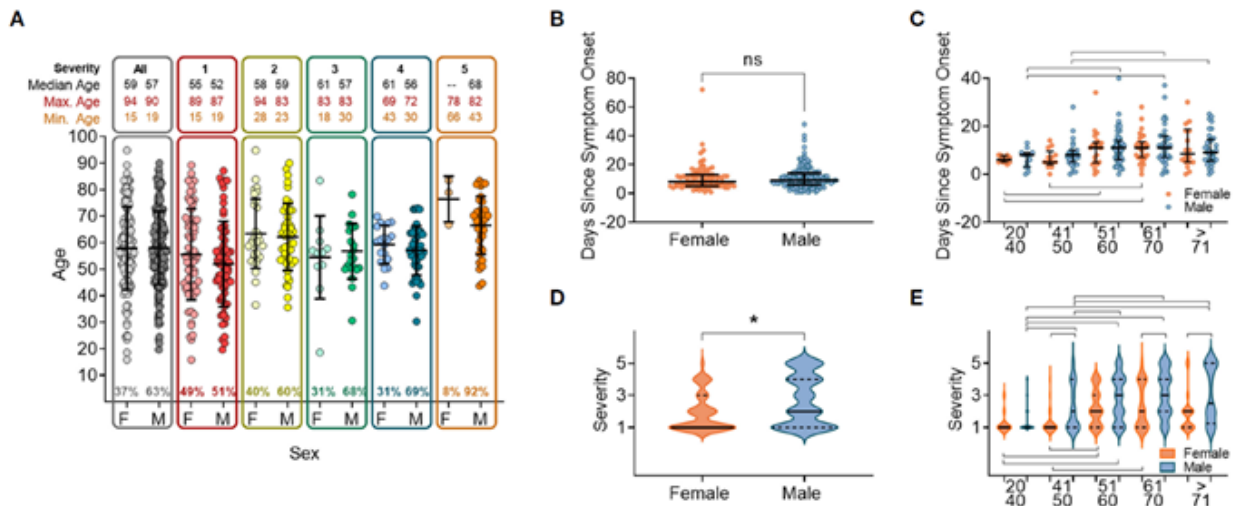 A
Severity All 1 2 3 4 5
Median Age 59 57 55 52 58 59 61 57 61 56 -- 68
Max. Age 94 90 89 87 94 83 83 83 69 72 78 82
Min. Age 15 19 15 19 28 23 18 30 43 30 66 43
100
90
80
70
60
50
40
30
20
10
Age
37% 63% 49% 51% 40% 60% 31% 68% 31% 69% 8% 92%
F M F M F M F M F M F M
Sex
B
ns
Days Since Symptom Onset
80
60
40
20
0
-20
Female Male
C
Days Since Symptom Onset
40
20
0
-20
Female
Male
20 41 51 61 >
40 50 60 70 71
D
*
Severity
5
3
1
Female Male
E
Severity
5
3
1
Female
Male
20 41 51 61 >
40 50 60 70 71